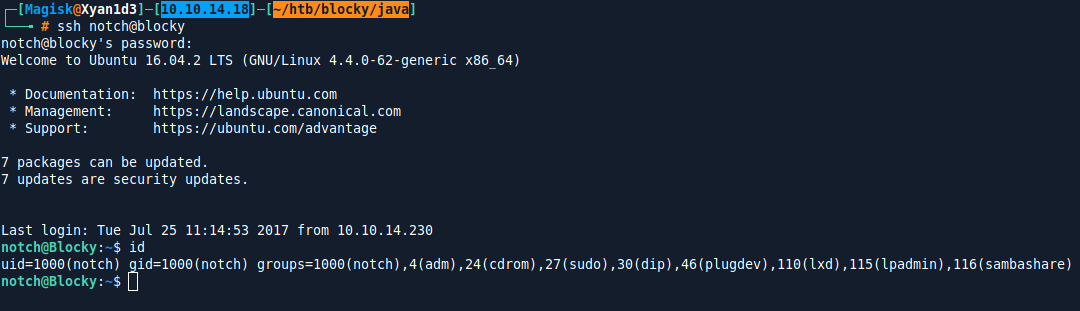 ┌─[Magisk@Xyan1d3]─[10.10.14.18]─[~/htb/blocky/java]
└──╼ # ssh notch@blocky
notch@blocky's password:
Welcome to Ubuntu 16.04.2 LTS (GNU/Linux 4.4.0-62-generic x86_64)
 * Documentation:  https://help.ubuntu.com
 * Management:     https://landscape.canonical.com
 * Support:        https://ubuntu.com/advantage
7 packages can be updated.
7 updates are security updates.
Last login: Tue Jul 25 11:14:53 2017 from 10.10.14.230
notch@Blocky:~$ id
uid=1000(notch) gid=1000(notch) groups=1000(notch),4(adm),24(cdrom),27(sudo),30(dip),46(plugdev),110(lxd),115(lpadmin),116(sambashare)
notch@Blocky:~$